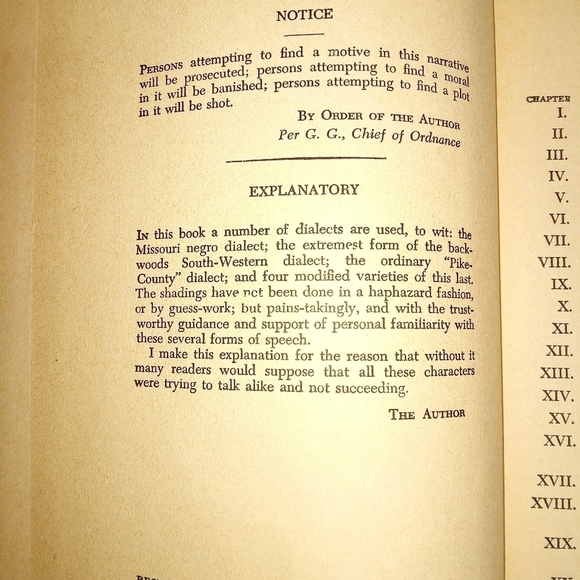 NOTICE
PERSONS attempting to find a motive in this narrative
will be prosecuted; persons attempting to find a moral
in it will be banished; persons attempting to find a plot
in it will be shot.
BY ORDER OF THE AUTHOR
Per G. G., Chief of Ordnance
EXPLANATORY
IN this book a number of dialects are used, to wit: the
Missouri negro dialect; the extremest form of the back-
woods South-Western dialect; the ordinary "Pike-
County" dialect; and four modified varieties of this last.
The shadings have not been done in a haphazard fashion,
or by guess-work; but pains-takingly, and with the trust-
worthy guidance and support of personal familiarity with
these several forms of speech.
I make this explanation for the reason that without it
many readers would suppose that all these characters
were trying to talk alike and not succeeding.
THE AUTHOR
CHAPTER
I.
II.
III.
IV.
V.
VI.
VII.
VIII.
IX.
X.
XI.
XII.
XIII.
XIV.
XV.
XVI.
XVII.
XVIII.
XIX.